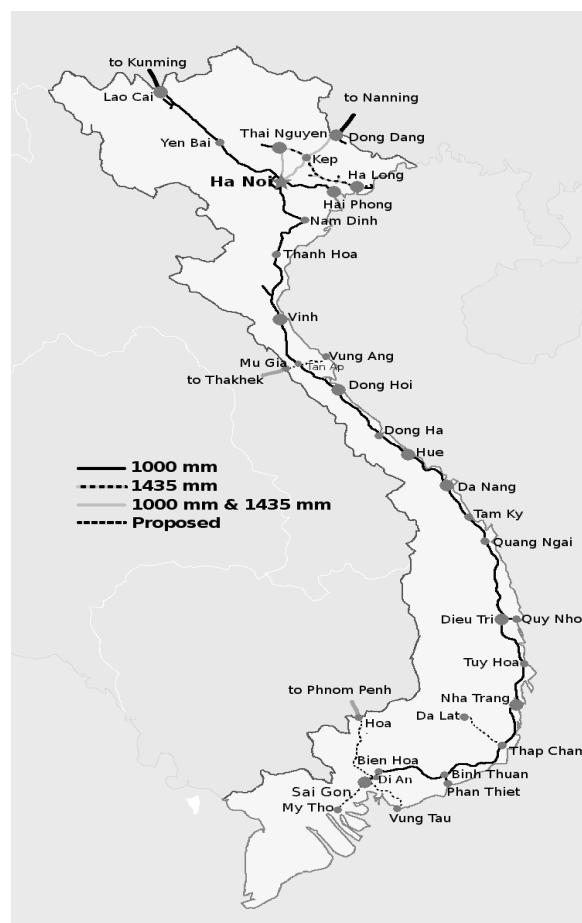 to Kunming
Lao Cai
to Nanning
Thai Nguyen
Dong Dang
Yen Bai
Kep
Ha Noi
Ha Long
Hai Phong
Nam Dinh
Thanh Hoa
Vinh
Vung Ang
Mu Gia
Tan Ap
to Thakhek
Dong Hoi
Dong Ha
Hue
1000 mm
1435 mm
1000 mm & 1435 mm
Proposed
Da Nang
Tam Ky
Quang Ngai
Dieu Tri
Quy Nho
Tuy Hoa
to Phnom Penh
Nha Trang
Da Lat
Hoa
Thap Cham
Bien Hoa
Di An
Binh Thuan
Sai Gon
Phan Thiet
My Tho
Vung Tau